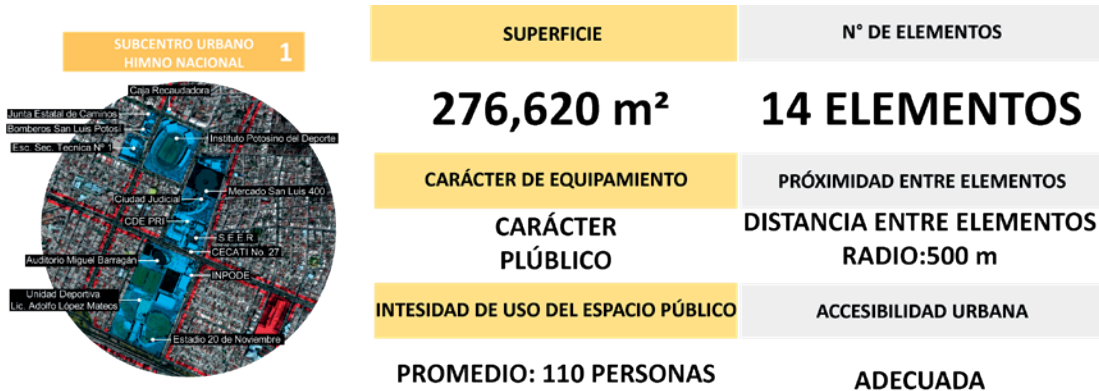 SUBCENTRO URBANO
HIMNO NACIONAL
1
Caja Recaudadora
Junta Estatal de Caminos
Bomberos San Luis Potosí
Esc. Sec. Tecnica N° 1
Instituto Potosino del Deporte
Mercado San Luis 400
Ciudad Judicial
CDE PRI
S E E R
CECATI No. 27
Auditorio Miguel Barragán
INPODE
Unidad Deportiva
Lic. Adolfo López Mateos
Estadio 20 de Noviembre
SUPERFICIE
276,620 m²
N° DE ELEMENTOS
14 ELEMENTOS
CARÁCTER DE EQUIPAMIENTO
CARÁCTER
PLÚBLICO
PRÓXIMIDAD ENTRE ELEMENTOS
DISTANCIA ENTRE ELEMENTOS
RADIO:500 m
INTESIDAD DE USO DEL ESPACIO PÚBLICO
PROMEDIO: 110 PERSONAS
ACCESIBILIDAD URBANA
ADECUADA